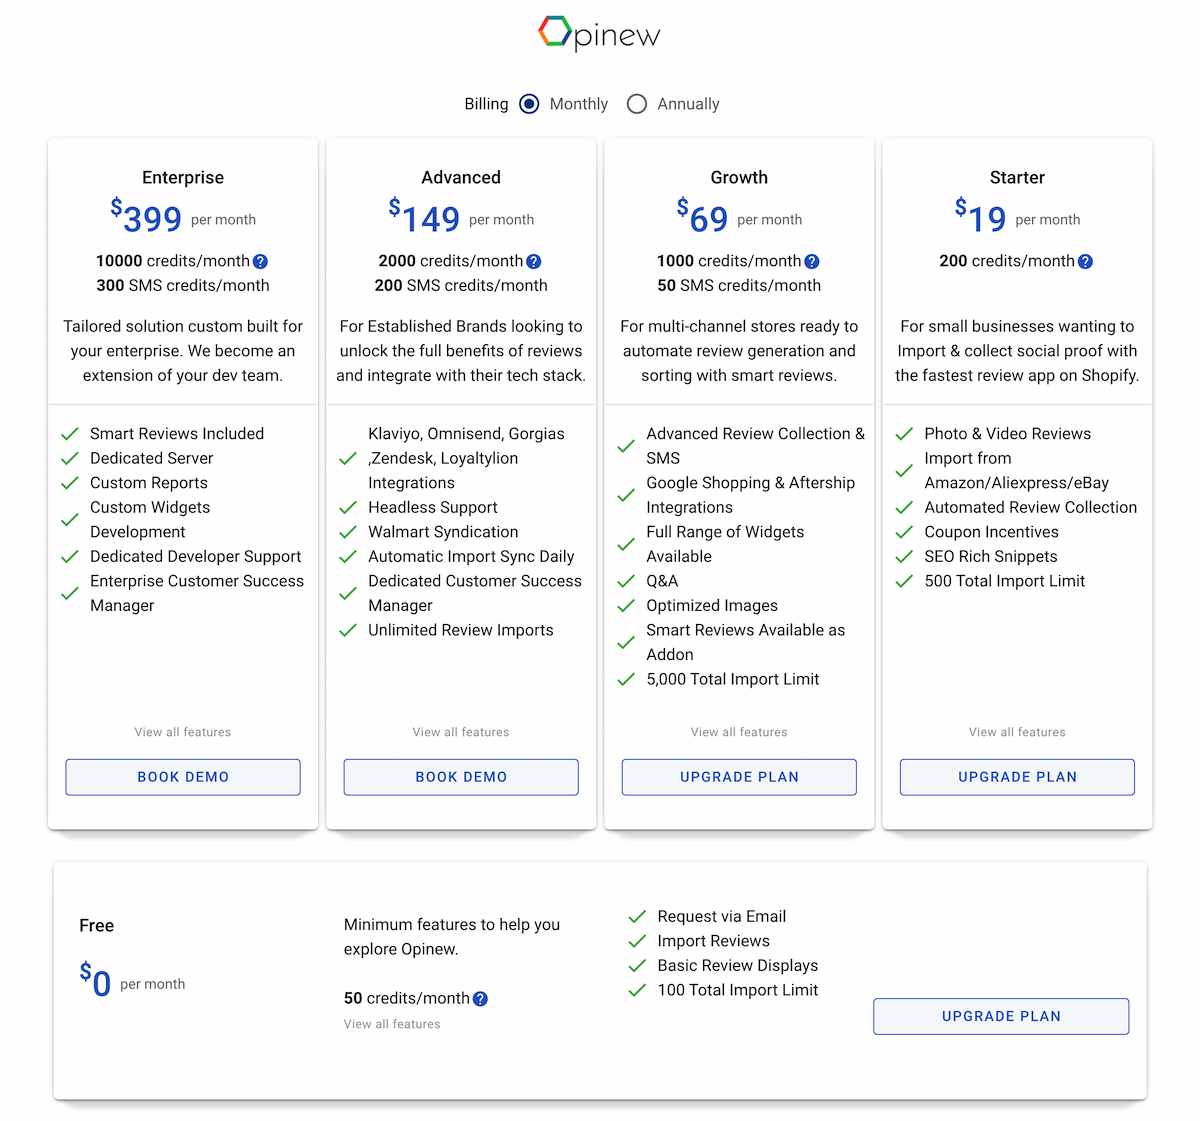 Opinew
Billing Monthly Annually
Enterprise
$399 per month
10000 credits/month ?
300 SMS credits/month
Tailored solution custom built for
your enterprise. We become an
extension of your dev team.
Smart Reviews Included
Dedicated Server
Custom Reports
Custom Widgets
Development
Dedicated Developer Support
Enterprise Customer Success
Manager
View all features
BOOK DEMO
Advanced
$149 per month
2000 credits/month ?
200 SMS credits/month
For Established Brands looking to
unlock the full benefits of reviews
and integrate with their tech stack.
Klaviyo, Omnisend, Gorgias
,Zendesk, Loyaltylion
Integrations
Headless Support
Walmart Syndication
Automatic Import Sync Daily
Dedicated Customer Success
Manager
Unlimited Review Imports
View all features
BOOK DEMO
Growth
$69 per month
1000 credits/month ?
50 SMS credits/month
For multi-channel stores ready to
automate review generation and
sorting with smart reviews.
Advanced Review Collection &
SMS
Google Shopping & Aftership
Integrations
Full Range of Widgets
Available
Q&A
Optimized Images
Smart Reviews Available as
Addon
5,000 Total Import Limit
View all features
UPGRADE PLAN
Starter
$19 per month
200 credits/month ?
For small businesses wanting to
Import & collect social proof with
the fastest review app on Shopify.
Photo & Video Reviews
Import from
Amazon/Aliexpress/eBay
Automated Review Collection
Coupon Incentives
SEO Rich Snippets
500 Total Import Limit
View all features
UPGRADE PLAN
Free
$0 per month
Minimum features to help you
explore Opinew.
50 credits/month ?
View all features
Request via Email
Import Reviews
Basic Review Displays
100 Total Import Limit
UPGRADE PLAN